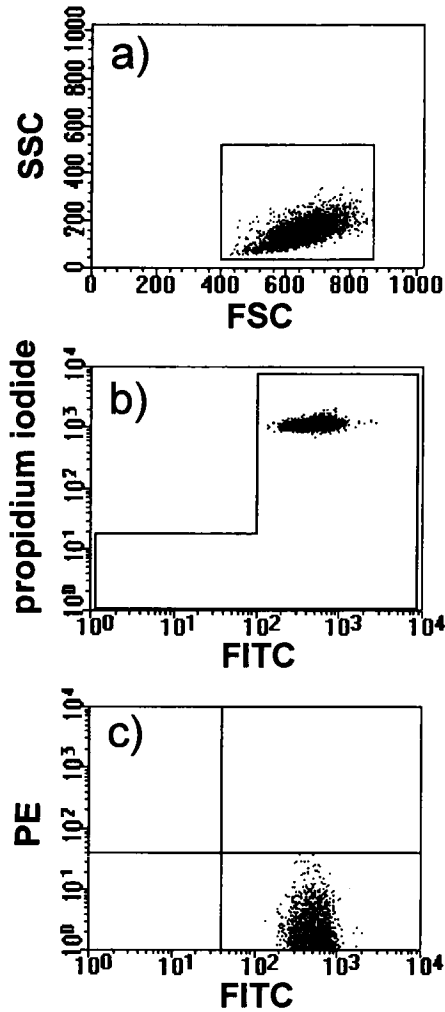 a)
SSC
1000
800
600
400
200
0
0 200 400 600 800 1000
FSC
b)
propidium iodide
10⁴
10³
10²
10¹
10⁰
10⁰ 10¹ 10² 10³ 10⁴
FITC
c)
PE
10⁴
10³
10²
10¹
10⁰
10⁰ 10¹ 10² 10³ 10⁴
FITC